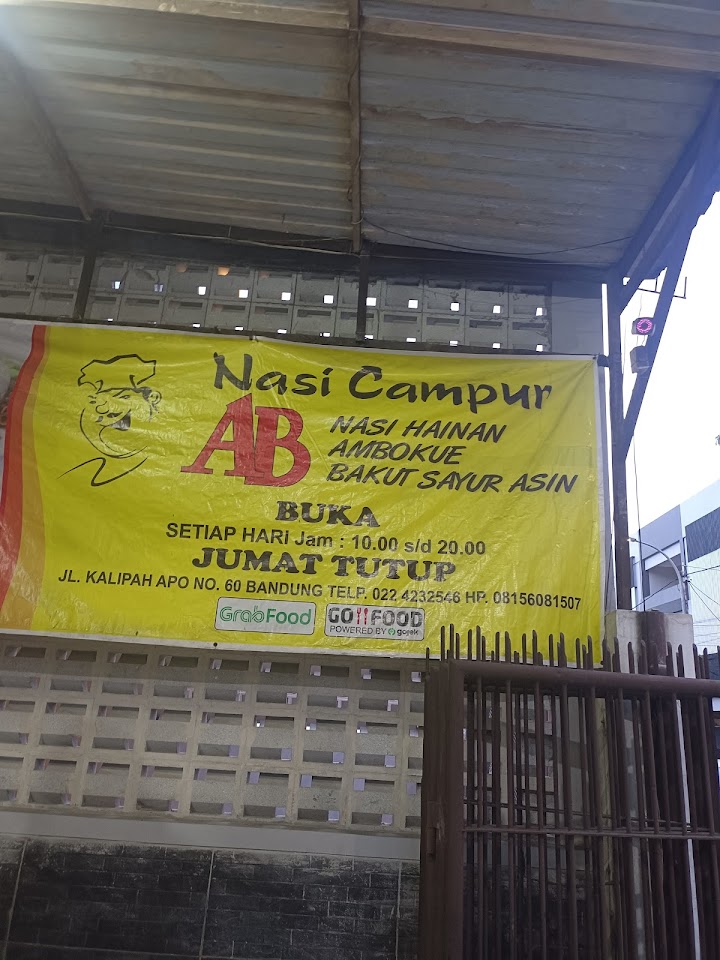 Nasi Campur
AB
NASI HAINAN
AMBOKUE
BAKUT SAYUR ASIN
BUKA
SETIAP HARI Jam : 10.00 s/d 20.00
JUMAT TUTUP
JL. KALIPAH APO NO. 60 BANDUNG TELP. 022 4232546 HP. 08156081507
GrabFood
GO FOOD
POWERED BY gojek